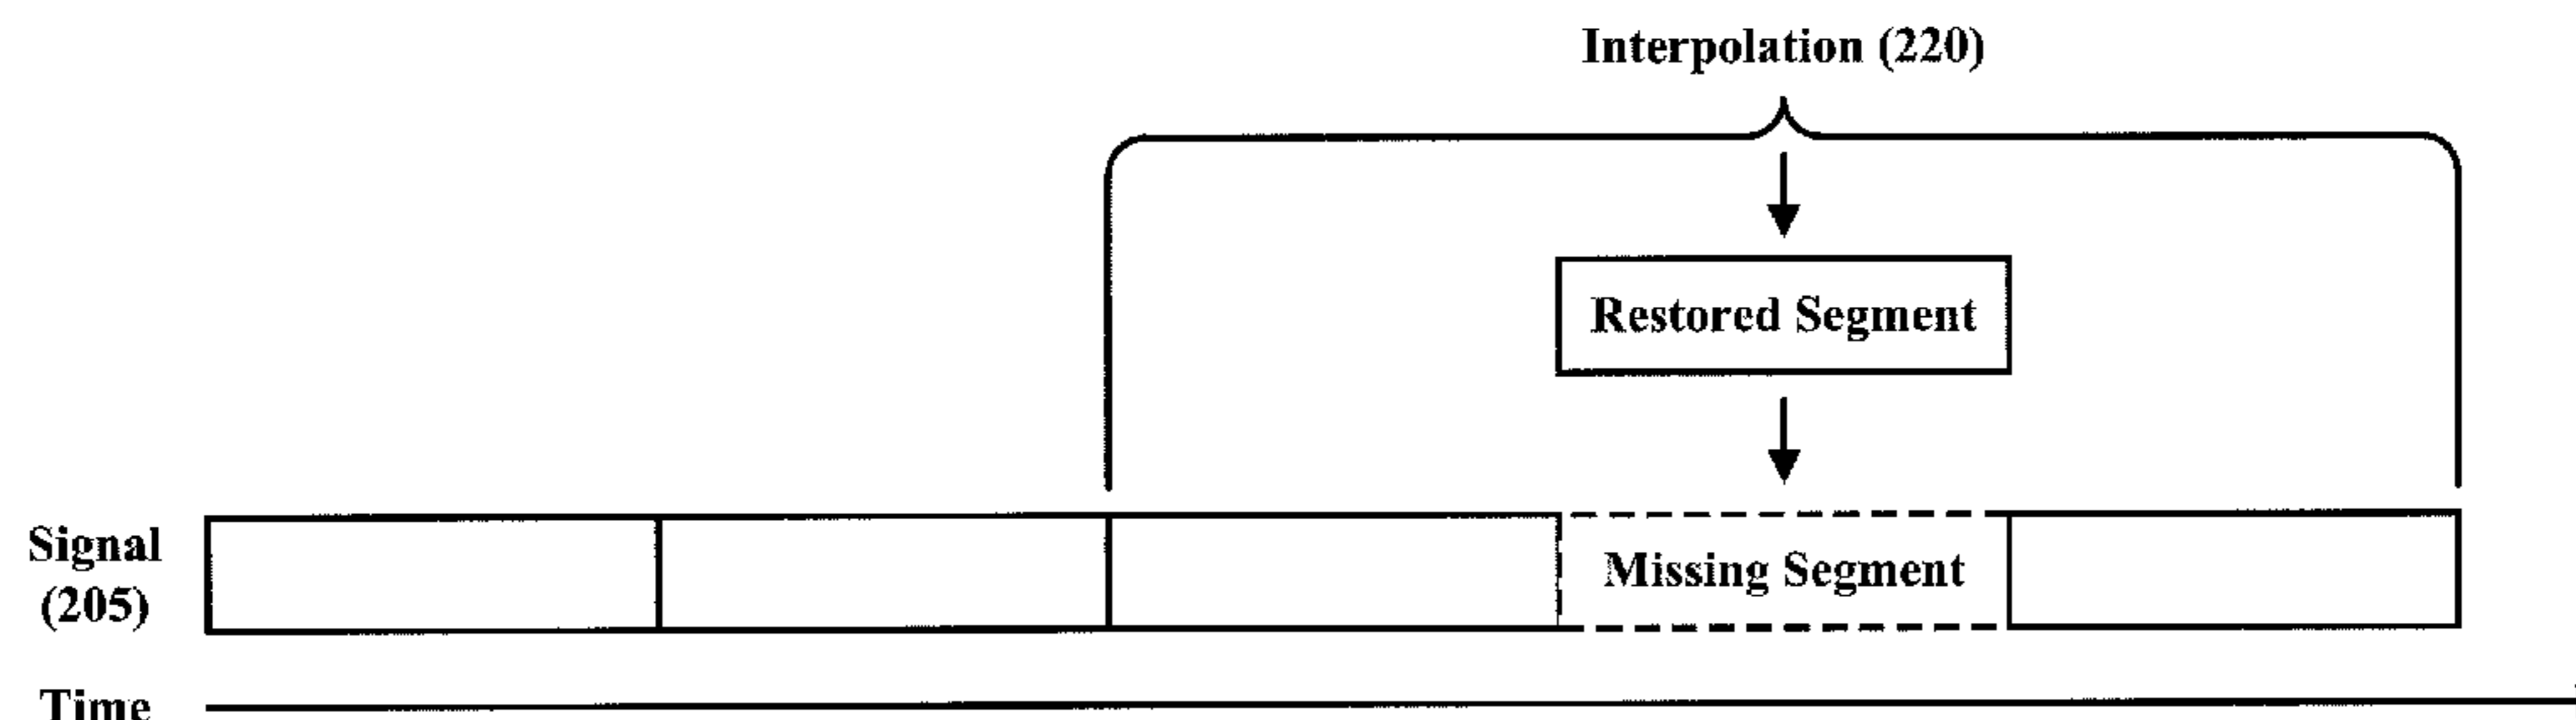 Interpolation (220)
Restored Segment
Signal
(205)
Missing Segment
Time